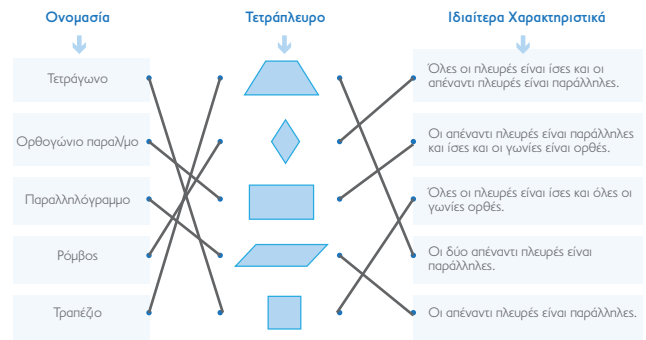 Ονομασία
Τετράπλευρο
Ιδιαίτερα Χαρακτηριστικά
Τετράγωνο
Όλες οι πλευρές είναι ίσες και οι
απέναντι πλευρές είναι παράλληλες.
Ορθογώνιο παραλ/μο
Οι απέναντι πλευρές είναι παράλληλες
και ίσες και οι γωνίες είναι ορθές.
Παραλληλόγραμμο
Όλες οι πλευρές είναι ίσες και όλες οι
γωνίες ορθές.
Ρόμβος
Οι δύο απέναντι πλευρές είναι
παράλληλες.
Τραπέζιο
Οι απέναντι πλευρές είναι παράλληλες.